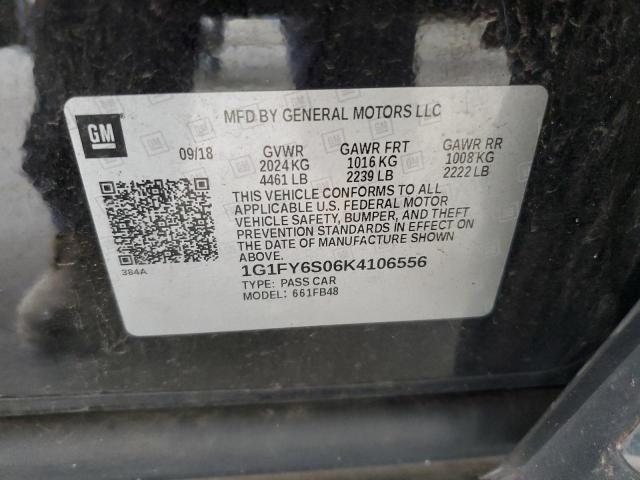 GM
MFD BY GENERAL MOTORS LLC
09/18 GVWR GAWR FRT GAWR RR
2024 KG 1016 KG 1008 KG
4461 LB 2239 LB 2222 LB
THIS VEHICLE CONFORMS TO ALL
APPLICABLE U.S. FEDERAL MOTOR
VEHICLE SAFETY, BUMPER, AND THEFT
PREVENTION STANDARDS IN EFFECT
ON THE DATE OF MANUFACTURE SHOWN
ABOVE.
384A
1G1FY6S06K4106556
TYPE: PASS CAR
MODEL: 661FB48